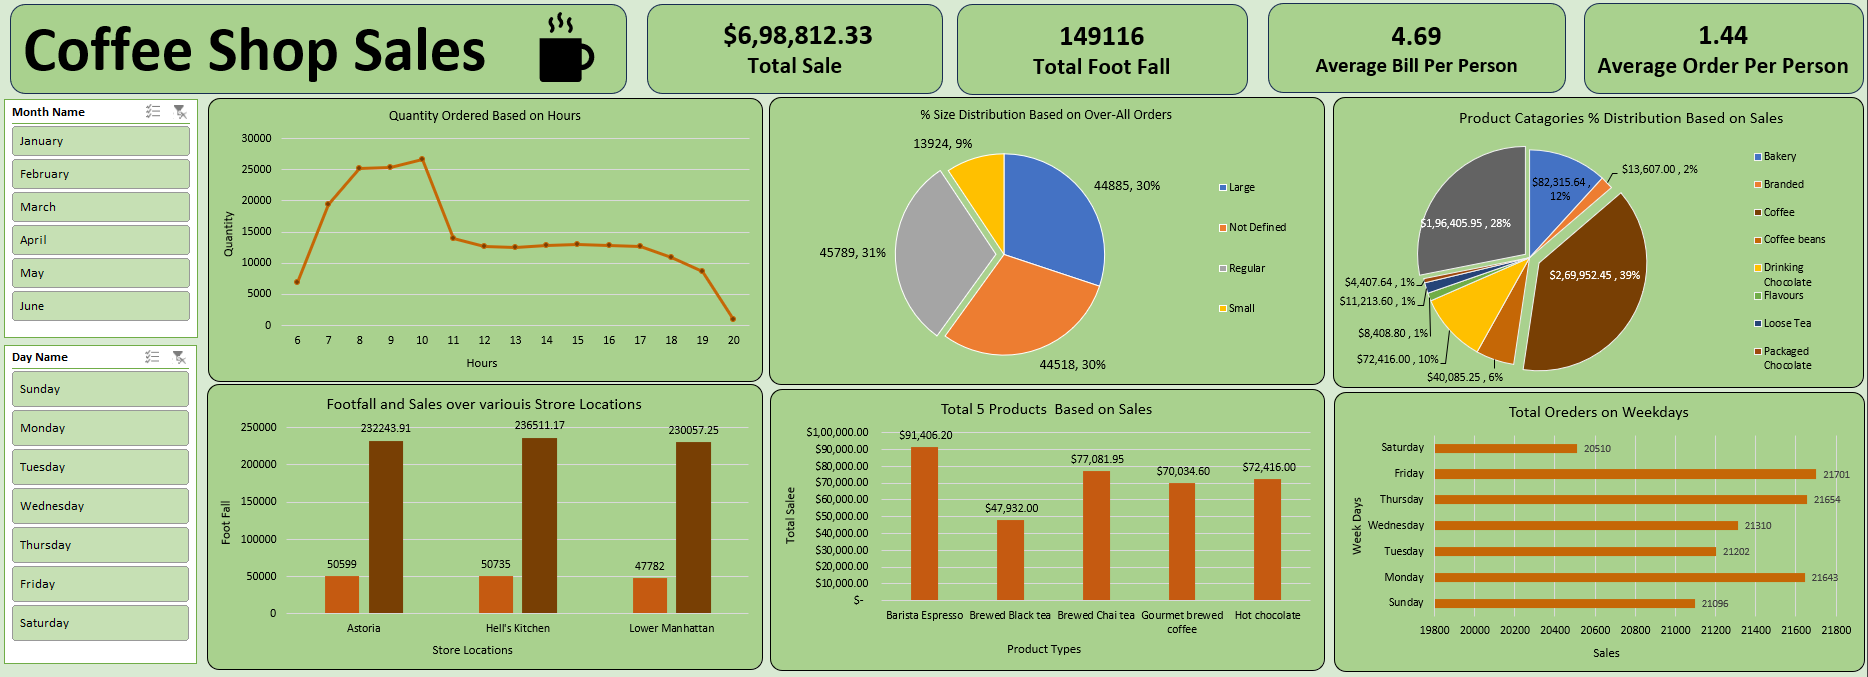 Coffee Shop Sales
$6,98,812.33
Total Sale
149116
Total Foot Fall
4.69
Average Bill Per Person
1.44
Average Order Per Person
Month Name
January
February
March
April
May
June
Day Name
Sunday
Monday
Tuesday
Wednesday
Thursday
Friday
Saturday
Quantity Ordered Based on Hours
30000
25000
20000
15000
10000
5000
0
Quantity
6 7 8 9 10 11 12 13 14 15 16 17 18 19 20
Hours
% Size Distribution Based on Over-All Orders
13924, 9%
44885, 30%
45789, 31%
44518, 30%
Large
Not Defined
Regular
Small
Product Catagories % Distribution Based on Sales
$82,315.64 ,
12%
$13,607.00 , 2%
$1,96,405.95 , 28%
$2,69,952.45 , 39%
$4,407.64 , 1%
$11,213.60 , 1%
$8,408.80 , 1%
$72,416.00 , 10%
$40,085.25 , 6%
Bakery
Branded
Coffee
Coffee beans
Drinking
Chocolate
Flavours
Loose Tea
Packaged
Chocolate
Footfall and Sales over variouis Strore Locations
250000
200000
150000
100000
50000
0
Foot Fall
232243.91
236511.17
230057.25
50599
50735
47782
Astoria
Hell's Kitchen
Lower Manhattan
Store Locations
Total 5 Products Based on Sales
$1,00,000.00
$90,000.00
$80,000.00
$70,000.00
$60,000.00
$50,000.00
$40,000.00
$30,000.00
$20,000.00
$10,000.00
$-
Total Salee
$91,406.20
$47,932.00
$77,081.95
$70,034.60
$72,416.00
Barista Espresso
Brewed Black tea
Brewed Chai tea
Gourmet brewed
coffee
Hot chocolate
Product Types
Total Oreders on Weekdays
Week Days
Saturday 20510
Friday 21701
Thursday 21654
Wednesday 21310
Tuesday 21202
Monday 21643
Sunday 21096
19800 20000 20200 20400 20600 20800 21000 21200 21400 21600 21800
Sales